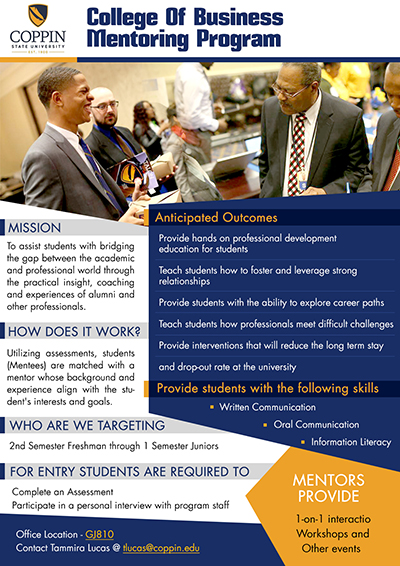 COPPIN
STATE UNIVERSITY
College Of Business
Mentoring Program
MISSION
To assist students with bridging
the gap between the academic
and professional world through
the practical insight, coaching
and experiences of alumni and
other professionals.
HOW DOES IT WORK?
Utilizing assessments, students
(Mentees) are matched with a
mentor whose background and
experience align with the stu-
dent's interests and goals.
WHO ARE WE TARGETING
2nd Semester Freshman through 1 Semester Juniors
FOR ENTRY STUDENTS ARE REQUIRED TO
Complete an Assessment
Participate in a personal interview with program staff
Office Location - GJ810
Contact Tammira Lucas @ tlucas@coppin.edu
Anticipated Outcomes
Provide hands on professional development
education for students
Teach students how to foster and leverage strong
relationships
Provide students with the ability to explore career paths
Teach students how professionals meet difficult challenges
Provide interventions that will reduce the long term stay
and drop-out rate at the university
Provide students with the following skills
Written Communication
Oral Communication
Information Literacy
MENTORS
PROVIDE
1-on-1 interactio
Workshops and
Other events